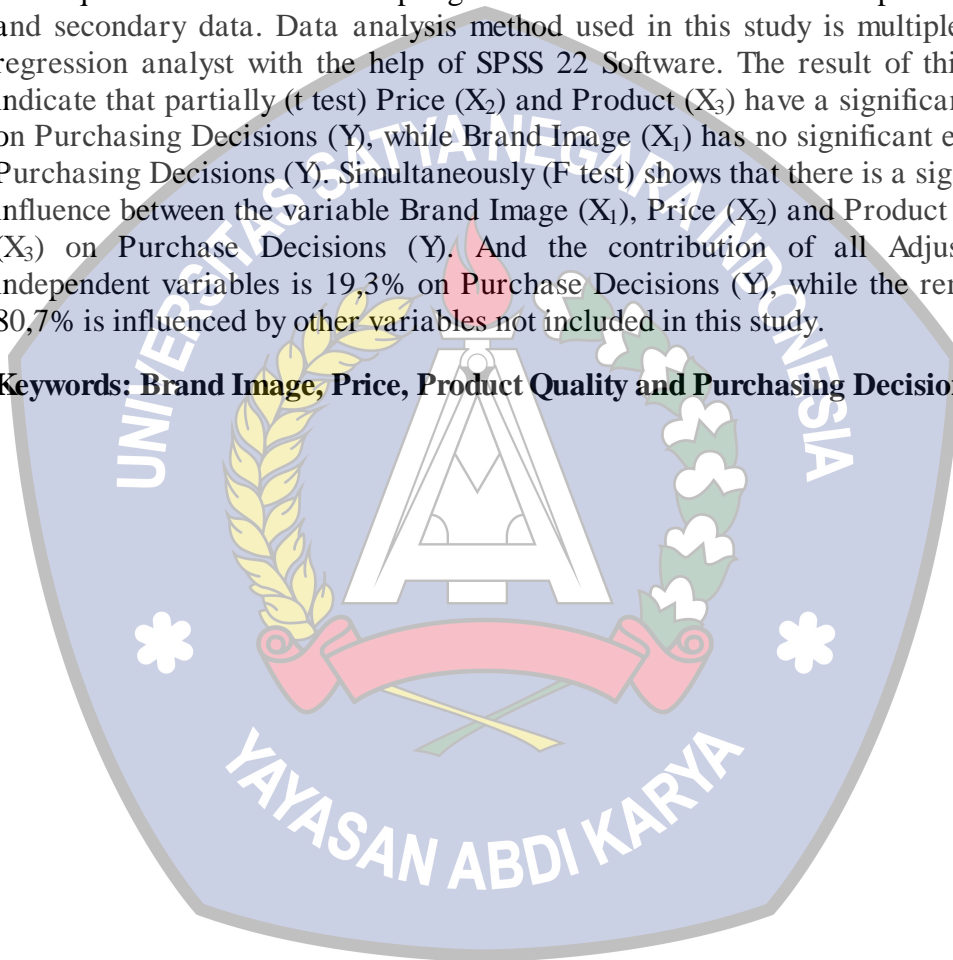 and secondary data. Data analysis method used in this study is multiple
regression analyst with the help of SPSS 22 Software. The result of thi
indicate that partially (t test) Price (X₂) and Product (X₃) have a significan
on Purchasing Decisions (Y), while Brand Image (X₁) has no significant e
Purchasing Decisions (Y). Simultaneously (F test) shows that there is a sig
influence between the variable Brand Image (X₁), Price (X₂) and Product
(X₃) on Purchase Decisions (Y). And the contribution of all Adjus
independent variables is 19,3% on Purchase Decisions (Y), while the ren
80,7% is influenced by other variables not included in this study.
Keywords: Brand Image, Price, Product Quality and Purchasing Decision
UNIVERSITAS SATYA NEGARA INDONESIA
YAYASAN ABDI KARYA